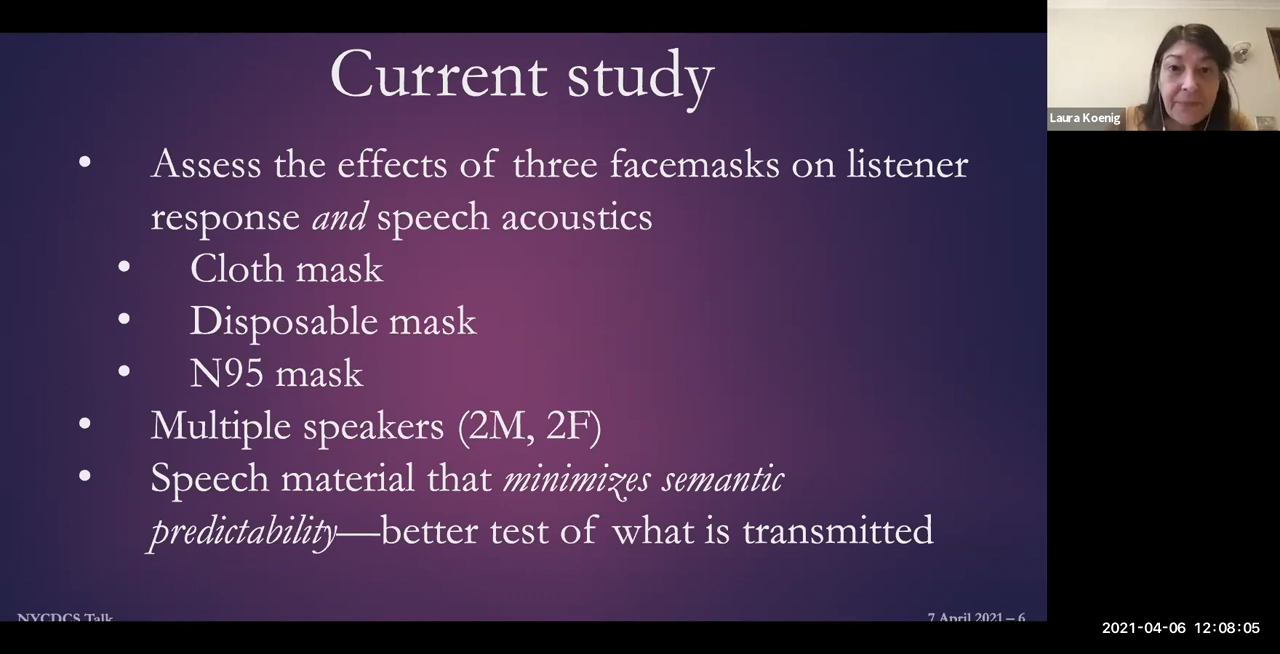 Current study
• Assess the effects of three facemasks on listener
response and speech acoustics
• Cloth mask
• Disposable mask
• N95 mask
• Multiple speakers (2M, 2F)
• Speech material that minimizes semantic
predictability—better test of what is transmitted
NYCDCS Talk
7 April 2021 – 6
Laura Koenig
2021-04-06 12:08:05